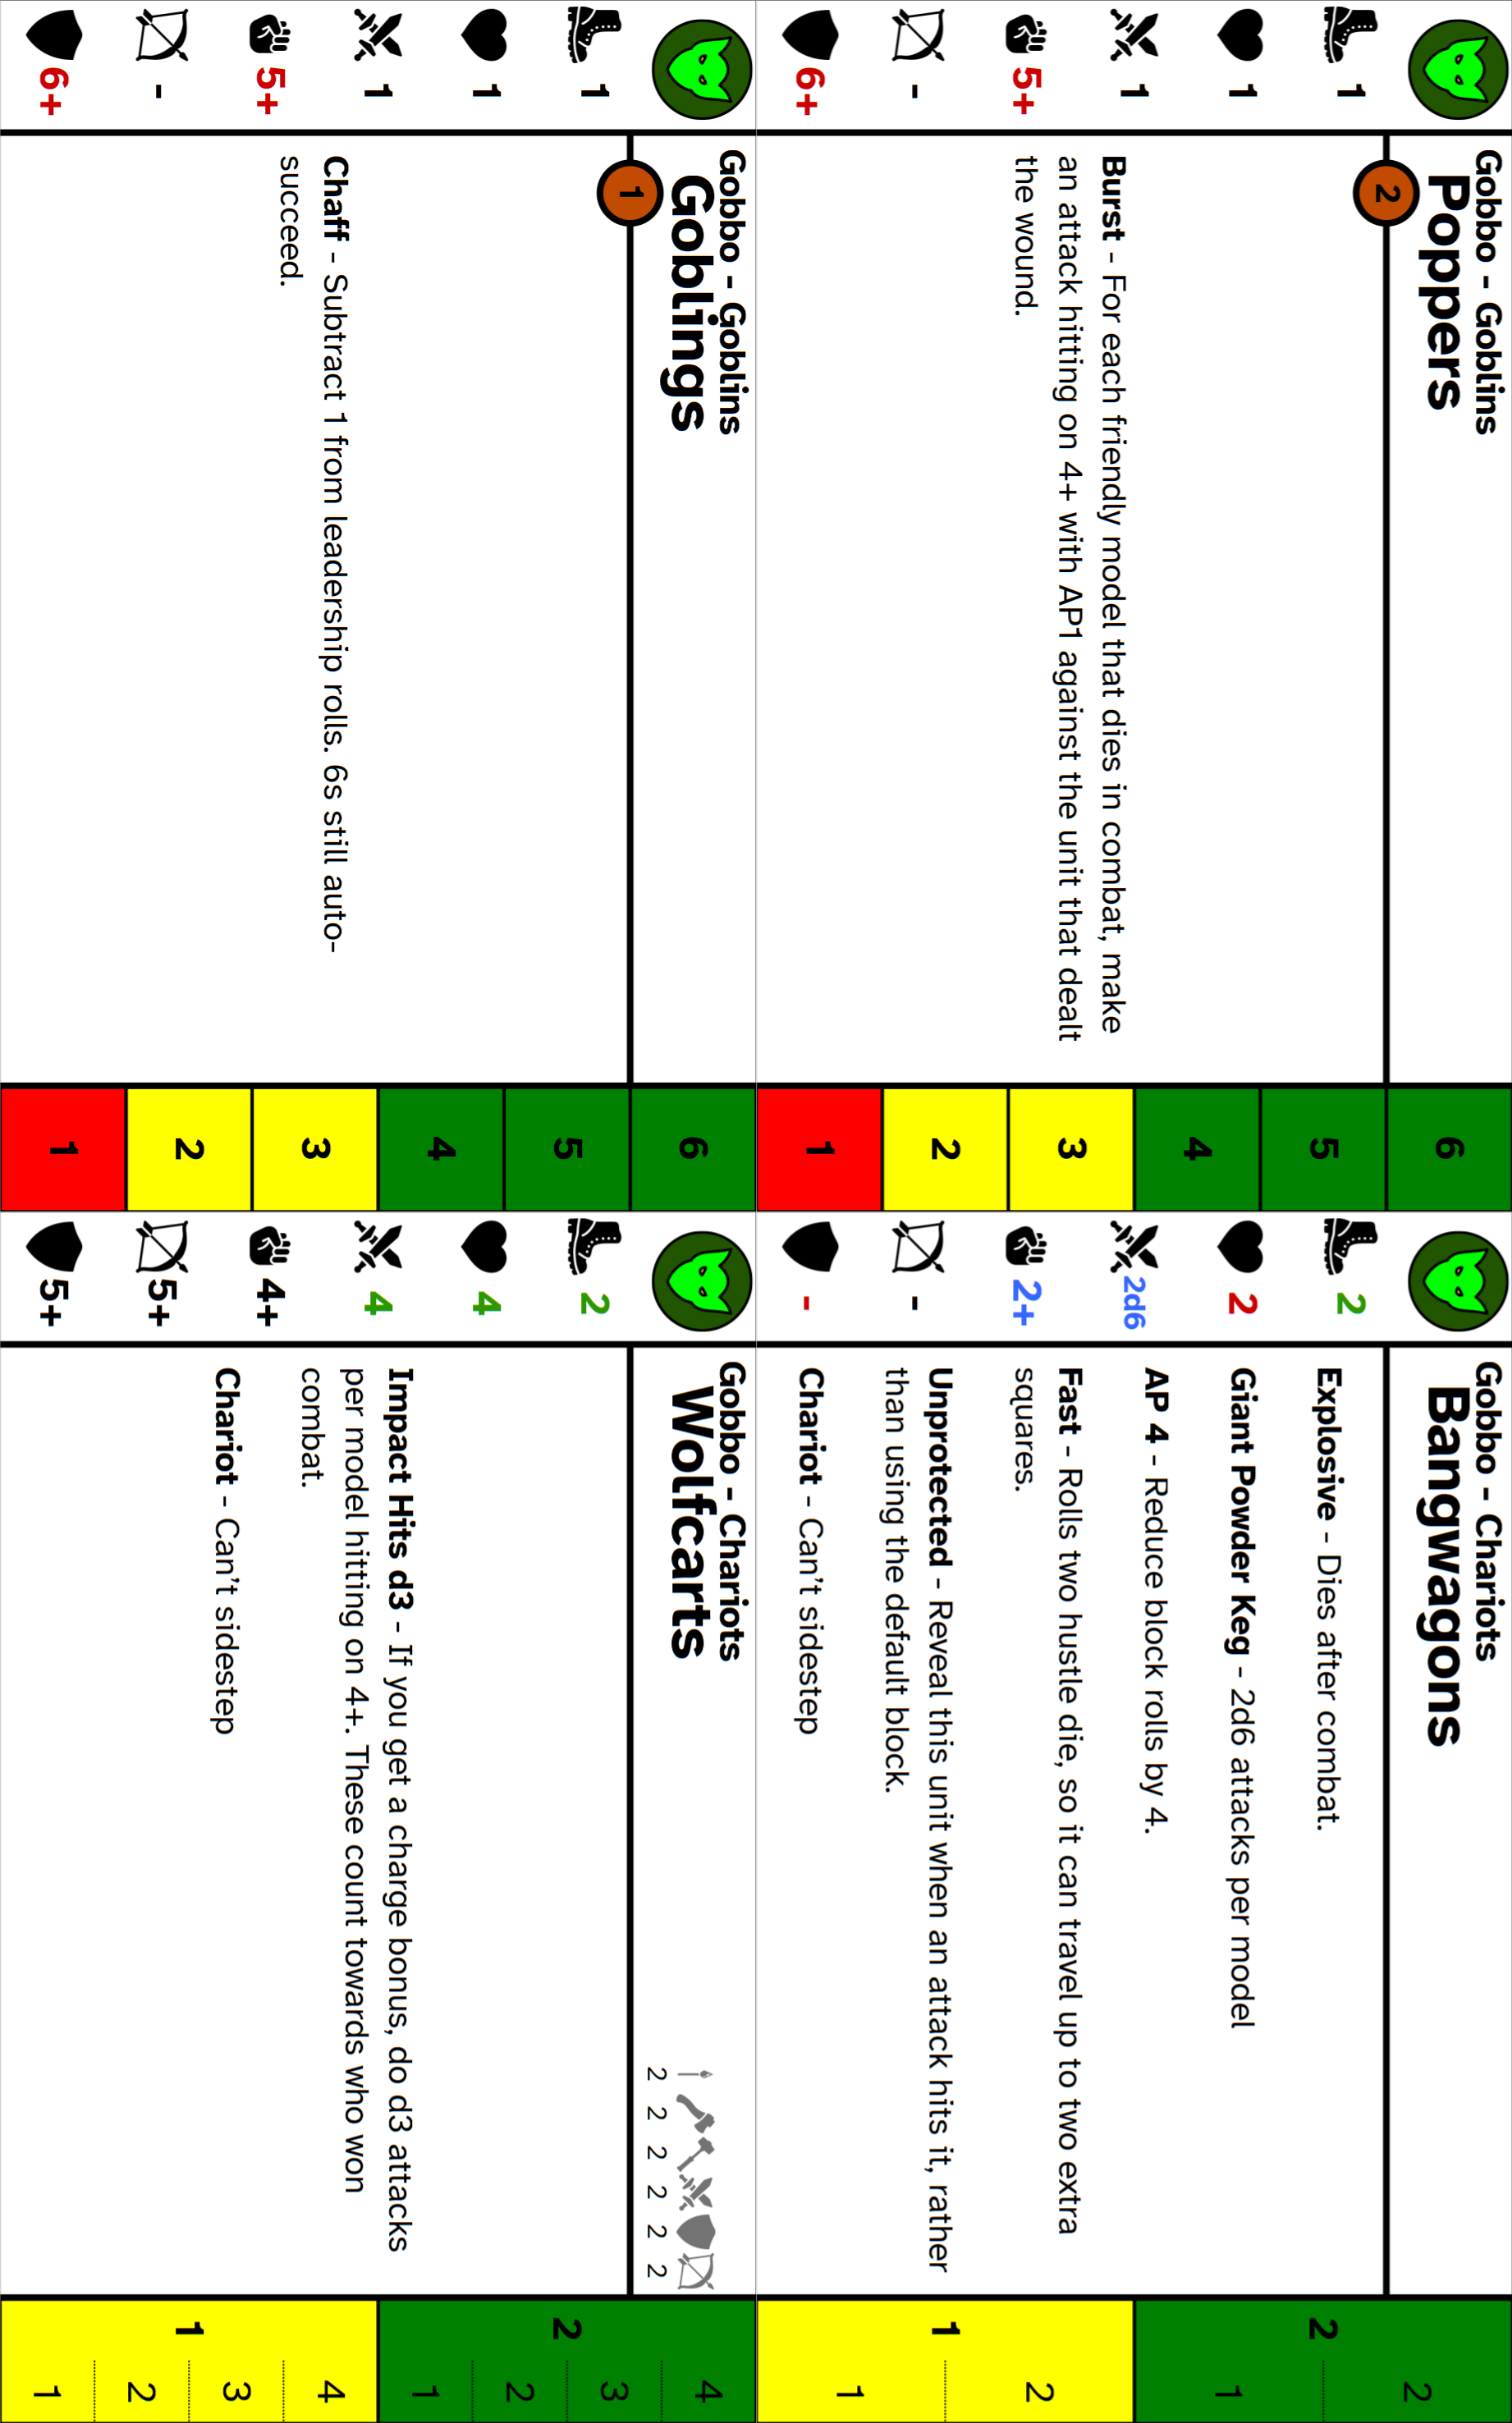 Gobbo - Goblins
Poppers
2
1
1
1
5+
-
6+
Burst - For each friendly model that dies in combat, make
an attack hitting on 4+ with AP1 against the unit that dealt
the wound.
6
5
4
3
2
1
Gobbo - Chariots
Bangwagons
2
2
2d6
2+
-
-
Explosive - Dies after combat.
Giant Powder Keg - 2d6 attacks per model
AP 4 - Reduce block rolls by 4.
Fast - Rolls two hustle die, so it can travel up to two extra
squares.
Unprotected - Reveal this unit when an attack hits it, rather
than using the default block.
Chariot - Can't sidestep
2
2
1
1
2
1
Gobbo - Goblins
Goblings
1
1
1
1
5+
-
6+
Chaff - Subtract 1 from leadership rolls. 6s still auto-
succeed.
6
5
4
3
2
1
Gobbo - Chariots
Wolfcarts
2 2 2 2 2 2
2
4
4
4+
5+
5+
Impact Hits d3 - If you get a charge bonus, do d3 attacks
per model hitting on 4+. These count towards who won
combat.
Chariot - Can't sidestep
2
4
3
2
1
1
4
3
2
1